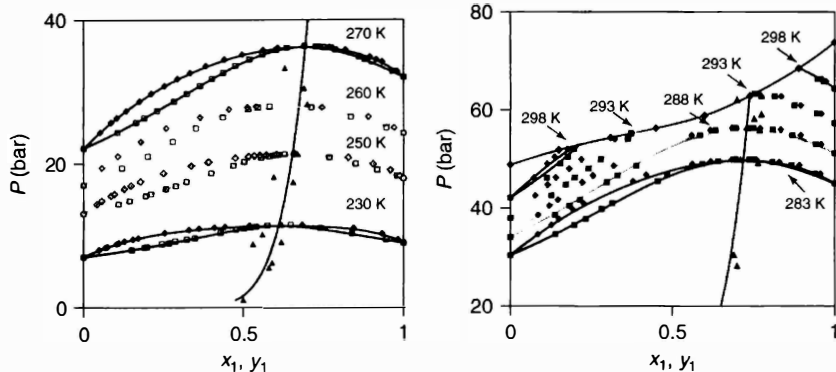 40
20
0
P (bar)
270 K
260 K
250 K
230 K
0
0.5
1
x₁, y₁
80
60
40
20
P (bar)
298 K
293 K
298 K
293 K
288 K
283 K
0
0.5
1
x₁, y₁